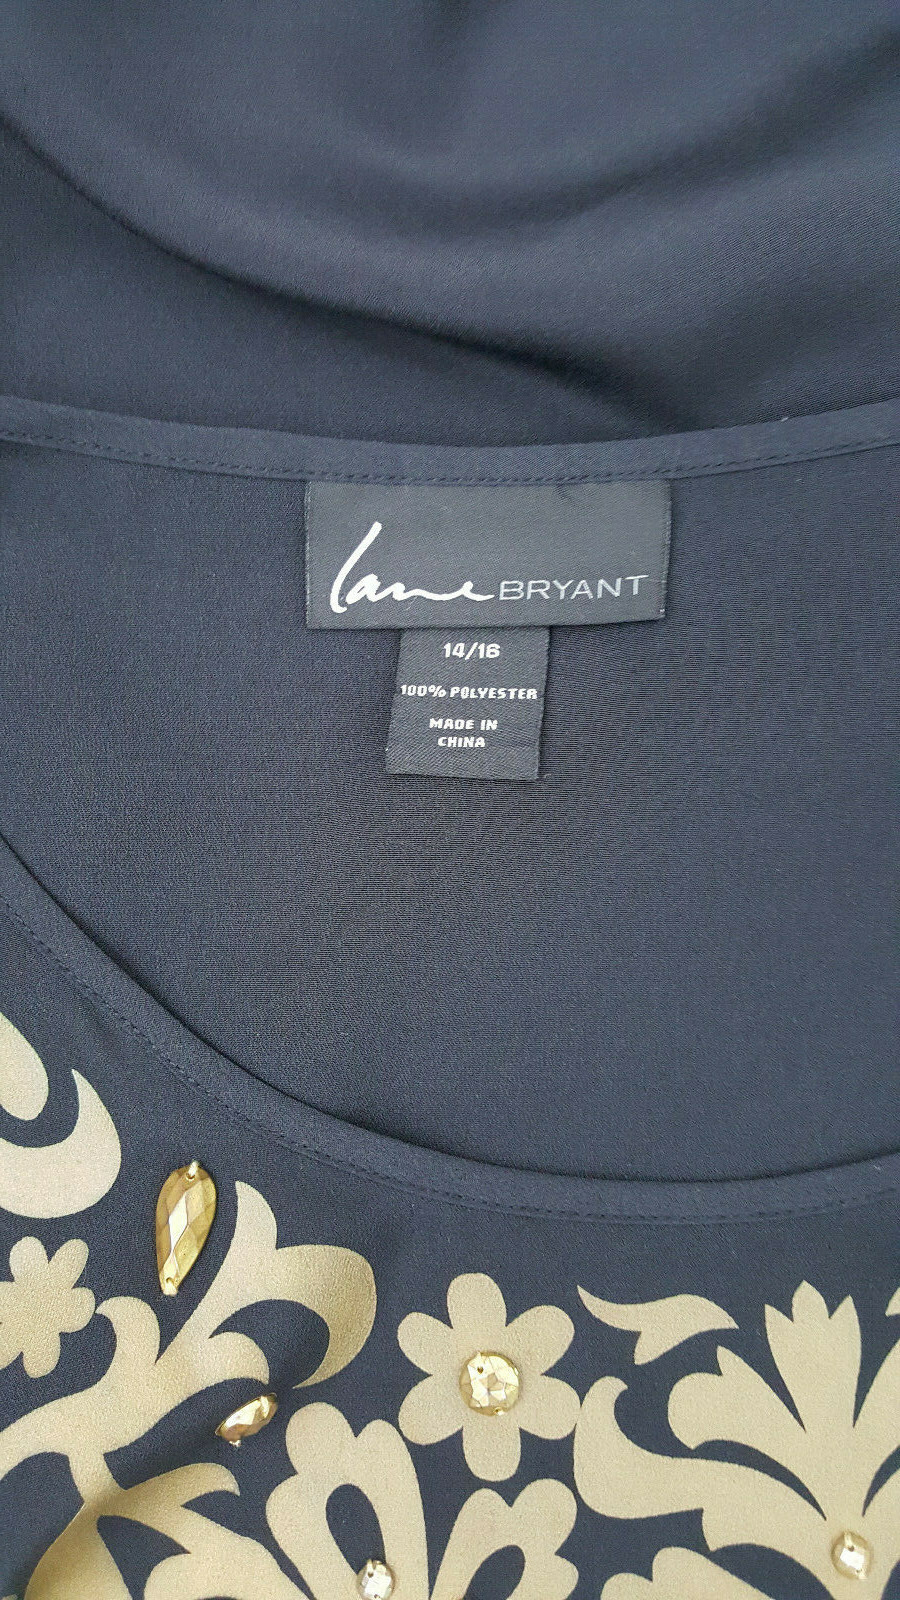 lane BRYANT
14/16
100% POLYESTER
MADE IN
CHINA